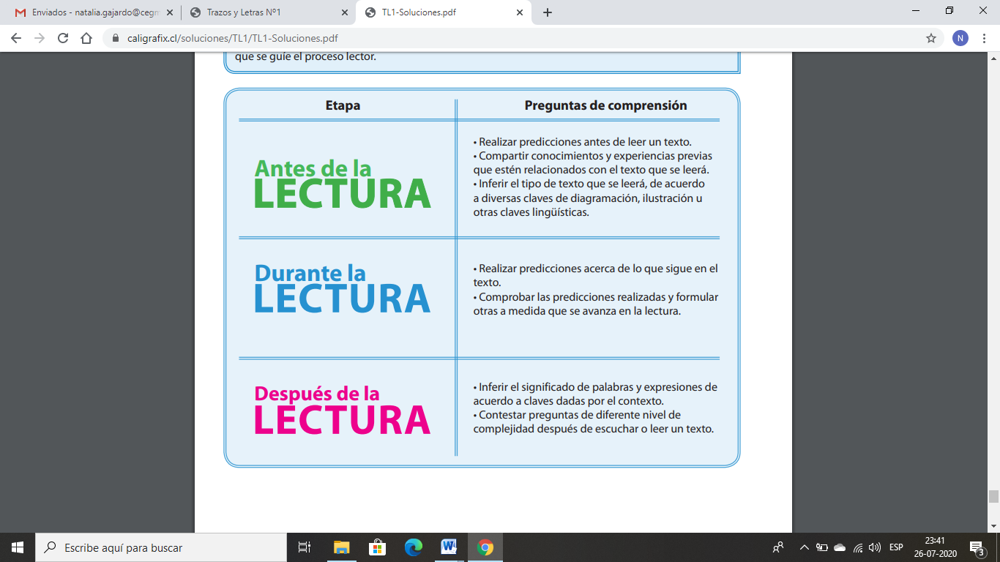 Enviados - natalia.gajardo@cegm
Trazos y Letras Nº1
TL1-Soluciones.pdf
caligrafix.cl/soluciones/TL1/TL1-Soluciones.pdf
N
que se guíe el proceso lector.
Etapa
Preguntas de comprensión
Antes de la
LECTURA
• Realizar predicciones antes de leer un texto.
• Compartir conocimientos y experiencias previas
que estén relacionados con el texto que se leerá.
• Inferir el tipo de texto que se leerá, de acuerdo
a diversas claves de diagramación, ilustración u
otras claves lingüísticas.
Durante la
LECTURA
• Realizar predicciones acerca de lo que sigue en el
texto.
• Comprobar las predicciones realizadas y formular
otras a medida que se avanza en la lectura.
Después de la
LECTURA
• Inferir el significado de palabras y expresiones de
acuerdo a claves dadas por el contexto.
• Contestar preguntas de diferente nivel de
complejidad después de escuchar o leer un texto.
Escribe aquí para buscar
ESP
23:41
26-07-2020
3